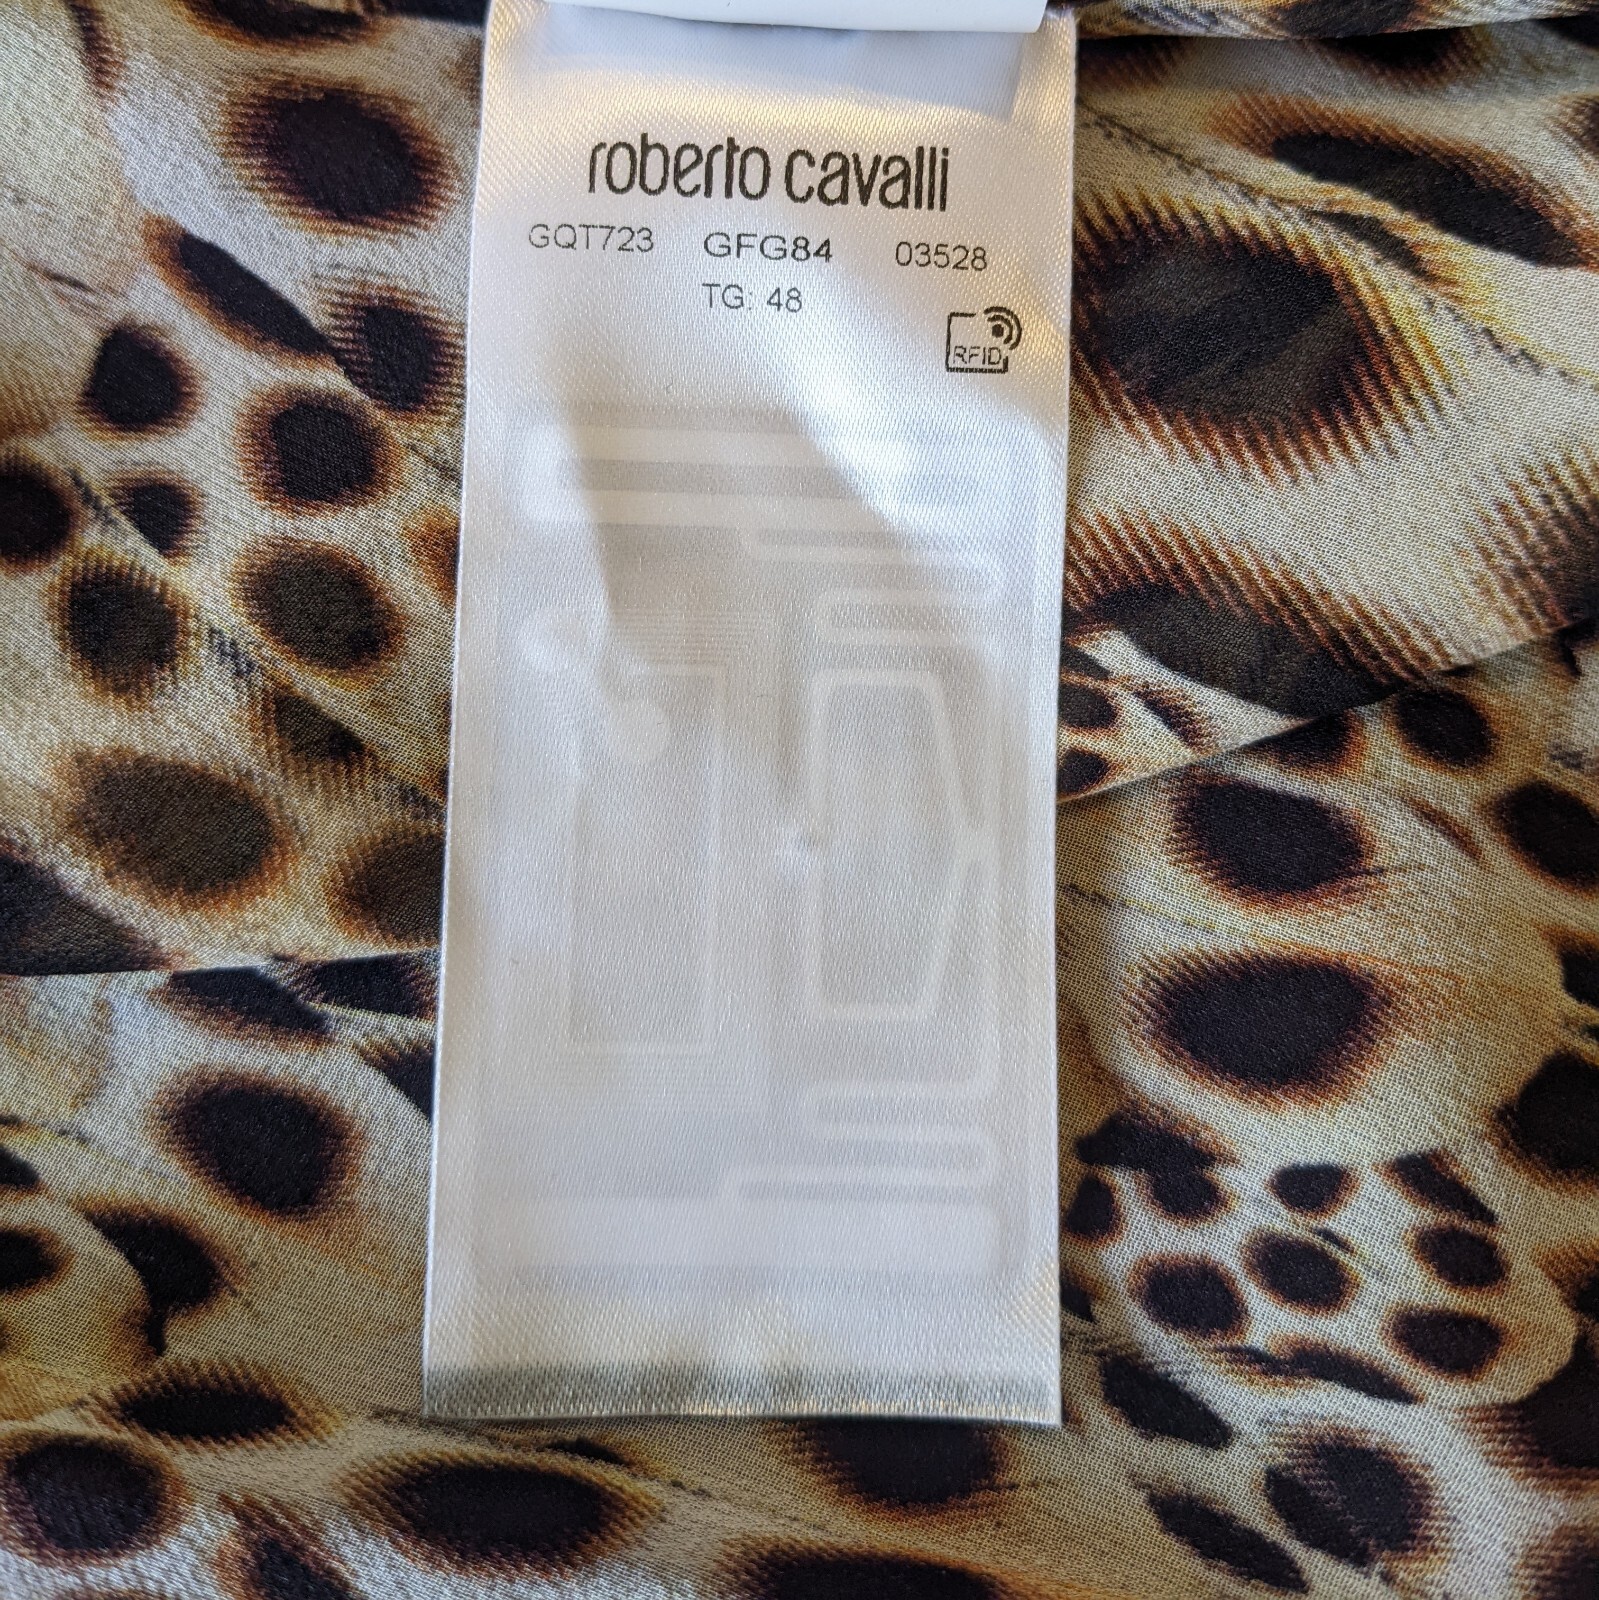 roberto cavalli
GQT723 GFG84 03528
TG: 48
RFID